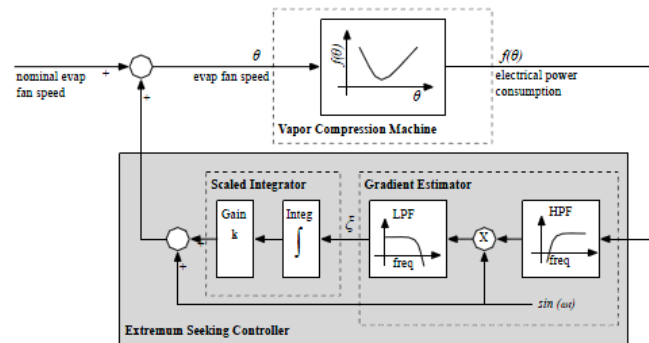 θ
f(θ)
f(θ)
θ
+
+
nominal evap
fan speed
evap fan speed
electrical power
consumption
Vapor Compression Machine
Scaled Integrator
Gradient Estimator
Gain
k
Integ
∫
ξ
LPF
freq
X
HPF
freq
+
+
sin (ωt)
Extremum Seeking Controller